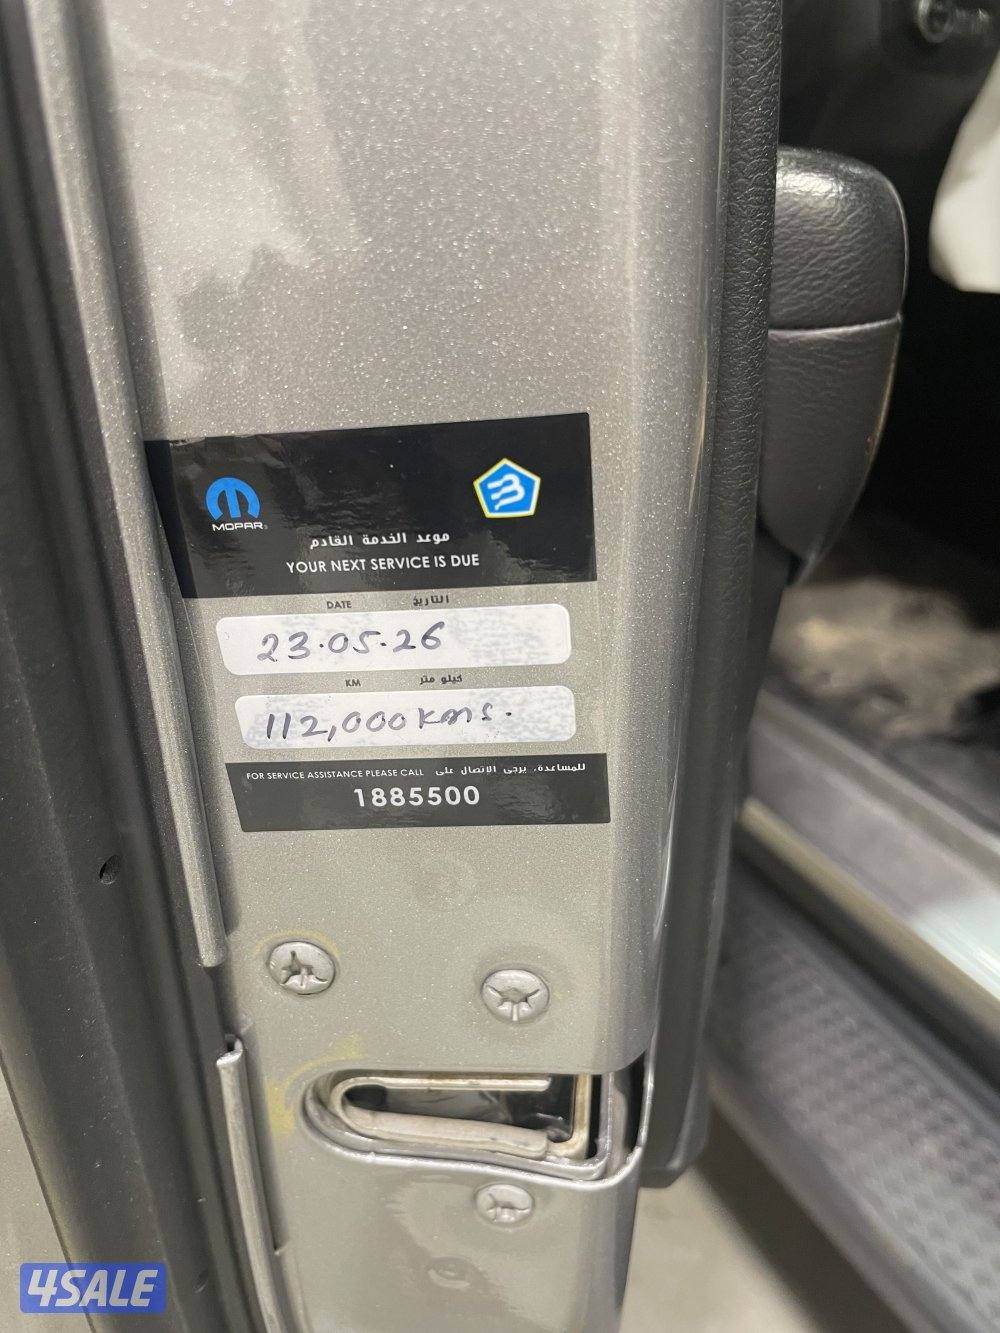 MOPAR
موعد الخدمة القادم
YOUR NEXT SERVICE IS DUE
DATE التاريخ
23.05.26
KM كيلو متر
112,000 Kms.
FOR SERVICE ASSISTANCE PLEASE CALL للمساعدة، يرجى الإتصال على
1885500
4SALE